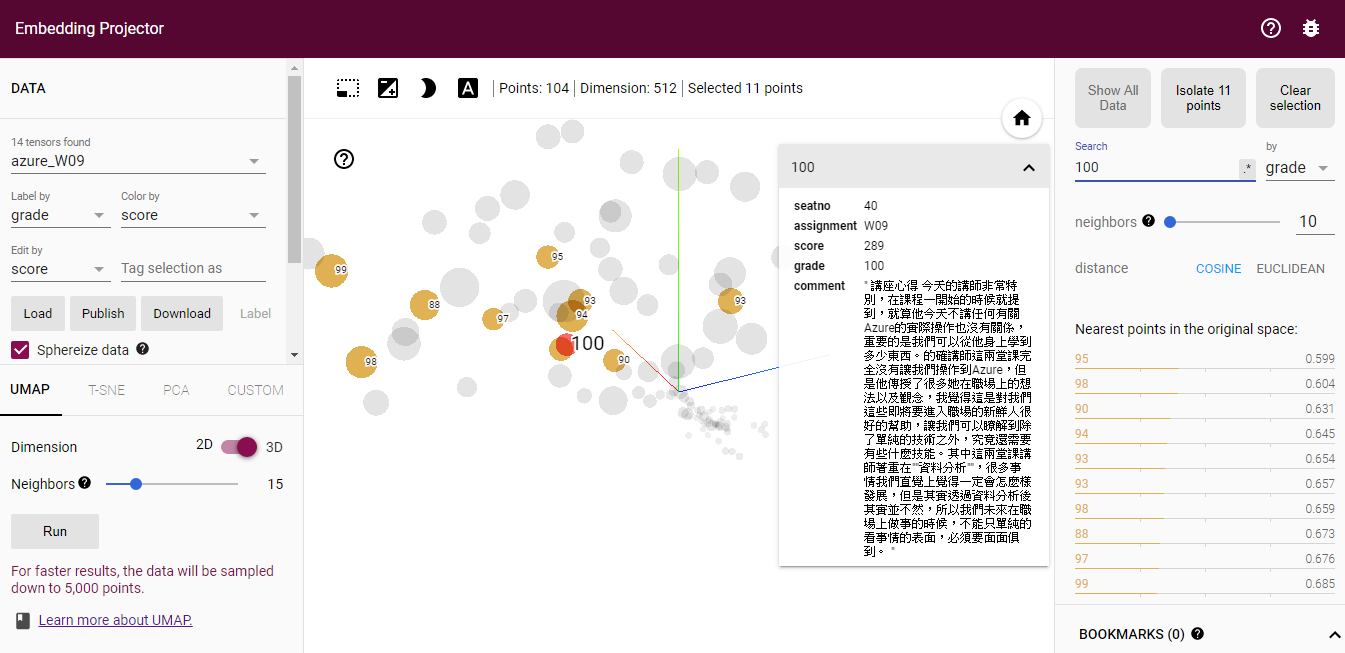 Embedding Projector
DATA
14 tensors found
azure_W09
Label by
Color by
grade
score
Edit by
score
Tag selection as
Load
Publish
Download
Label
Sphereize data
UMAP
T-SNE
PCA
CUSTOM
Dimension
2D
3D
Neighbors
15
Run
For faster results, the data will be sampled
down to 5,000 points.
Learn more about UMAP.
A
Points: 104
Dimension: 512
Selected 11 points
95
99
88
93
93
97
94
100
98
90
100
seatno 40
assignment W09
score 289
grade 100
comment
" 講座心得 今天的講師非常特
別，在課程一開始的時候就提
到，就算他今天不講任何有關
Azure的實際操作也沒有關係，
重要的是我們可以從他身上學到
多少東西。的確講師這兩堂課完
全沒有讓我們操作到Azure，但
是他傳授了很多她在職場上的想
法以及觀念，我覺得這是對我們
這些即將要進入職場的新鮮人很
好的幫助，讓我們可以瞭解到除
了單純的技術之外，究竟還需要
有些什麼技能。其中這兩堂課講
師著重在""資料分析""，很多事
情我們直覺上覺得一定會怎麼樣
發展，但是其實透過資料分析後
其實並不然，所以我們未來在職
場上做事的時候，不能只單純的
看事情的表面，必須要面面俱
到。 "
Show All
Data
Isolate 11
points
Clear
selection
Search
by
100
.*
grade
neighbors
10
distance
COSINE
EUCLIDEAN
Nearest points in the original space:
95 0.599
98 0.604
90 0.631
94 0.645
93 0.654
93 0.657
98 0.659
88 0.673
97 0.676
99 0.685
BOOKMARKS (0)